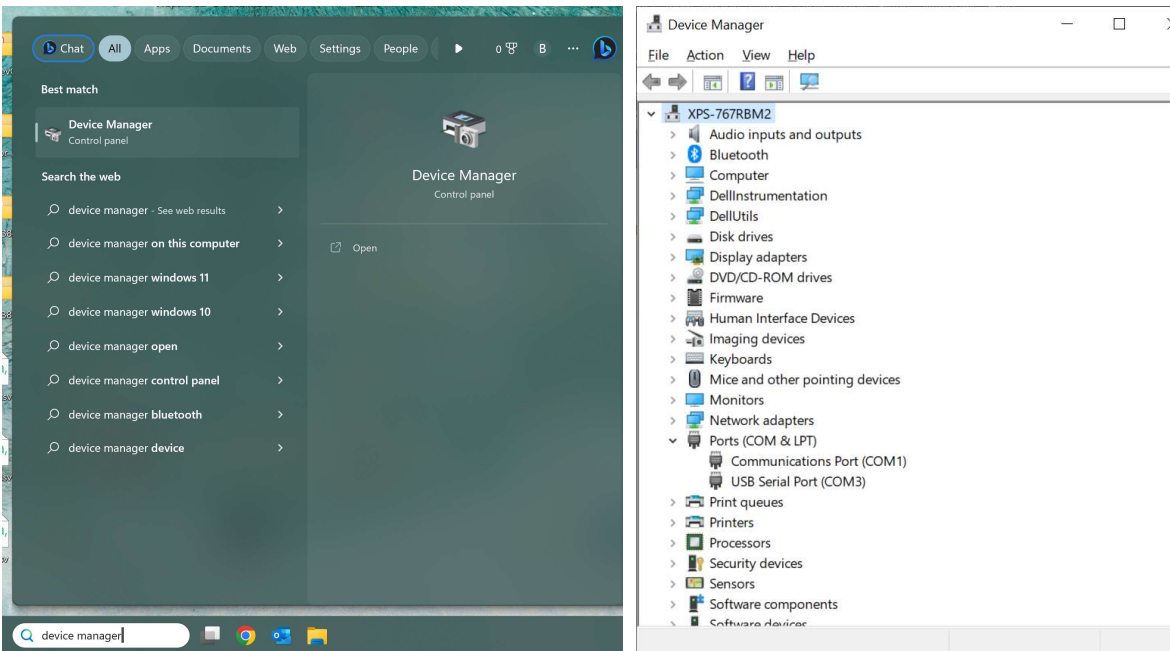 Chat All Apps Documents Web Settings People 0 B ...
Best match
Device Manager
Control panel
Search the web
device manager - See web results
device manager on this computer
device manager windows 11
device manager windows 10
device manager open
device manager control panel
device manager bluetooth
device manager device
Device Manager
Control panel
Open
device manager
Device Manager
File Action View Help
XPS-767RBM2
Audio inputs and outputs
Bluetooth
Computer
DellInstrumentation
DellUtils
Disk drives
Display adapters
DVD/CD-ROM drives
Firmware
Human Interface Devices
Imaging devices
Keyboards
Mice and other pointing devices
Monitors
Network adapters
Ports (COM & LPT)
Communications Port (COM1)
USB Serial Port (COM3)
Print queues
Printers
Processors
Security devices
Sensors
Software components
Software devices